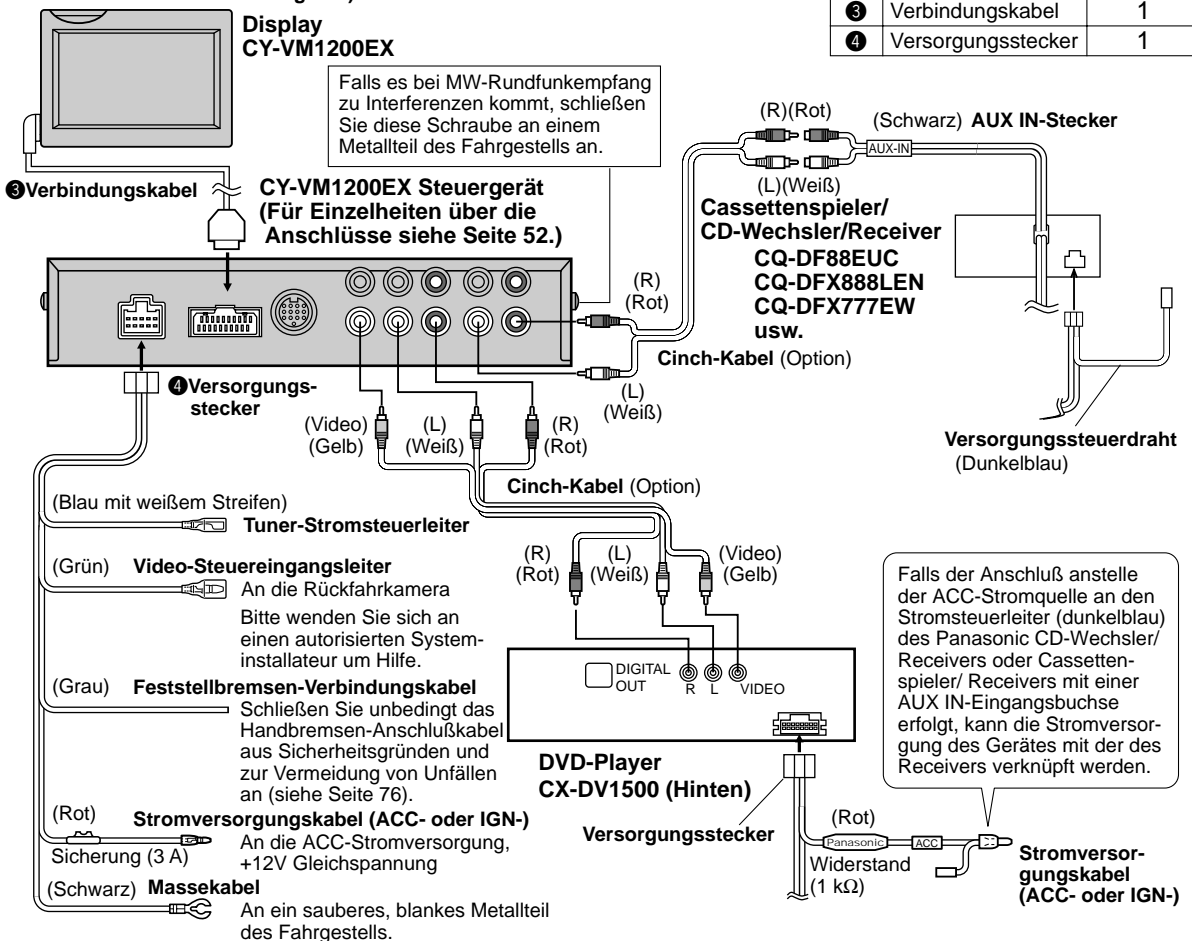 Display
CY-VM1200EX
❸ Verbindungskabel 1
❹ Versorgungsstecker 1
Falls es bei MW-Rundfunkempfang
zu Interferenzen kommt, schließen
Sie diese Schraube an einem
Metallteil des Fahrgestells an.
❸Verbindungskabel
CY-VM1200EX Steuergerät
(Für Einzelheiten über die
Anschlüsse siehe Seite 52.)
(R)(Rot)
(Schwarz) AUX IN-Stecker
AUX-IN
(L)(Weiß)
Cassettenspieler/
CD-Wechsler/Receiver
CQ-DF88EUC
CQ-DFX888LEN
CQ-DFX777EW
usw.
(R)
(Rot)
Cinch-Kabel (Option)
(L)
(Weiß)
Versorgungssteuerdraht
(Dunkelblau)
❹Versorgungs-
stecker
(Video)
(Gelb)
(L)
(Weiß)
(R)
(Rot)
Cinch-Kabel (Option)
(Blau mit weißem Streifen)
Tuner-Stromsteuerleiter
(Grün) Video-Steuereingangsleiter
An die Rückfahrkamera
Bitte wenden Sie sich an
einen autorisierten System-
installateur um Hilfe.
(Grau) Feststellbremsen-Verbindungskabel
Schließen Sie unbedingt das
Handbremsen-Anschlußkabel
aus Sicherheitsgründen und
zur Vermeidung von Unfällen
an (siehe Seite 76).
(Rot) Stromversorgungskabel (ACC- oder IGN-)
Sicherung (3 A)
An die ACC-Stromversorgung,
+12V Gleichspannung
(Schwarz) Massekabel
An ein sauberes, blankes Metallteil
des Fahrgestells.
(R)
(Rot)
(L)
(Weiß)
(Video)
(Gelb)
DIGITAL
OUT
R L VIDEO
DVD-Player
CX-DV1500 (Hinten)
Versorgungsstecker
Falls der Anschluß anstelle
der ACC-Stromquelle an den
Stromsteuerleiter (dunkelblau)
des Panasonic CD-Wechsler/
Receivers oder Cassetten-
spieler/ Receivers mit einer
AUX IN-Eingangsbuchse
erfolgt, kann die Stromversor-
gung des Gerätes mit der des
Receivers verknüpft werden.
(Rot)
Panasonic
ACC
Widerstand
(1 kΩ)
Stromversor-
gungskabel
(ACC- oder IGN-)